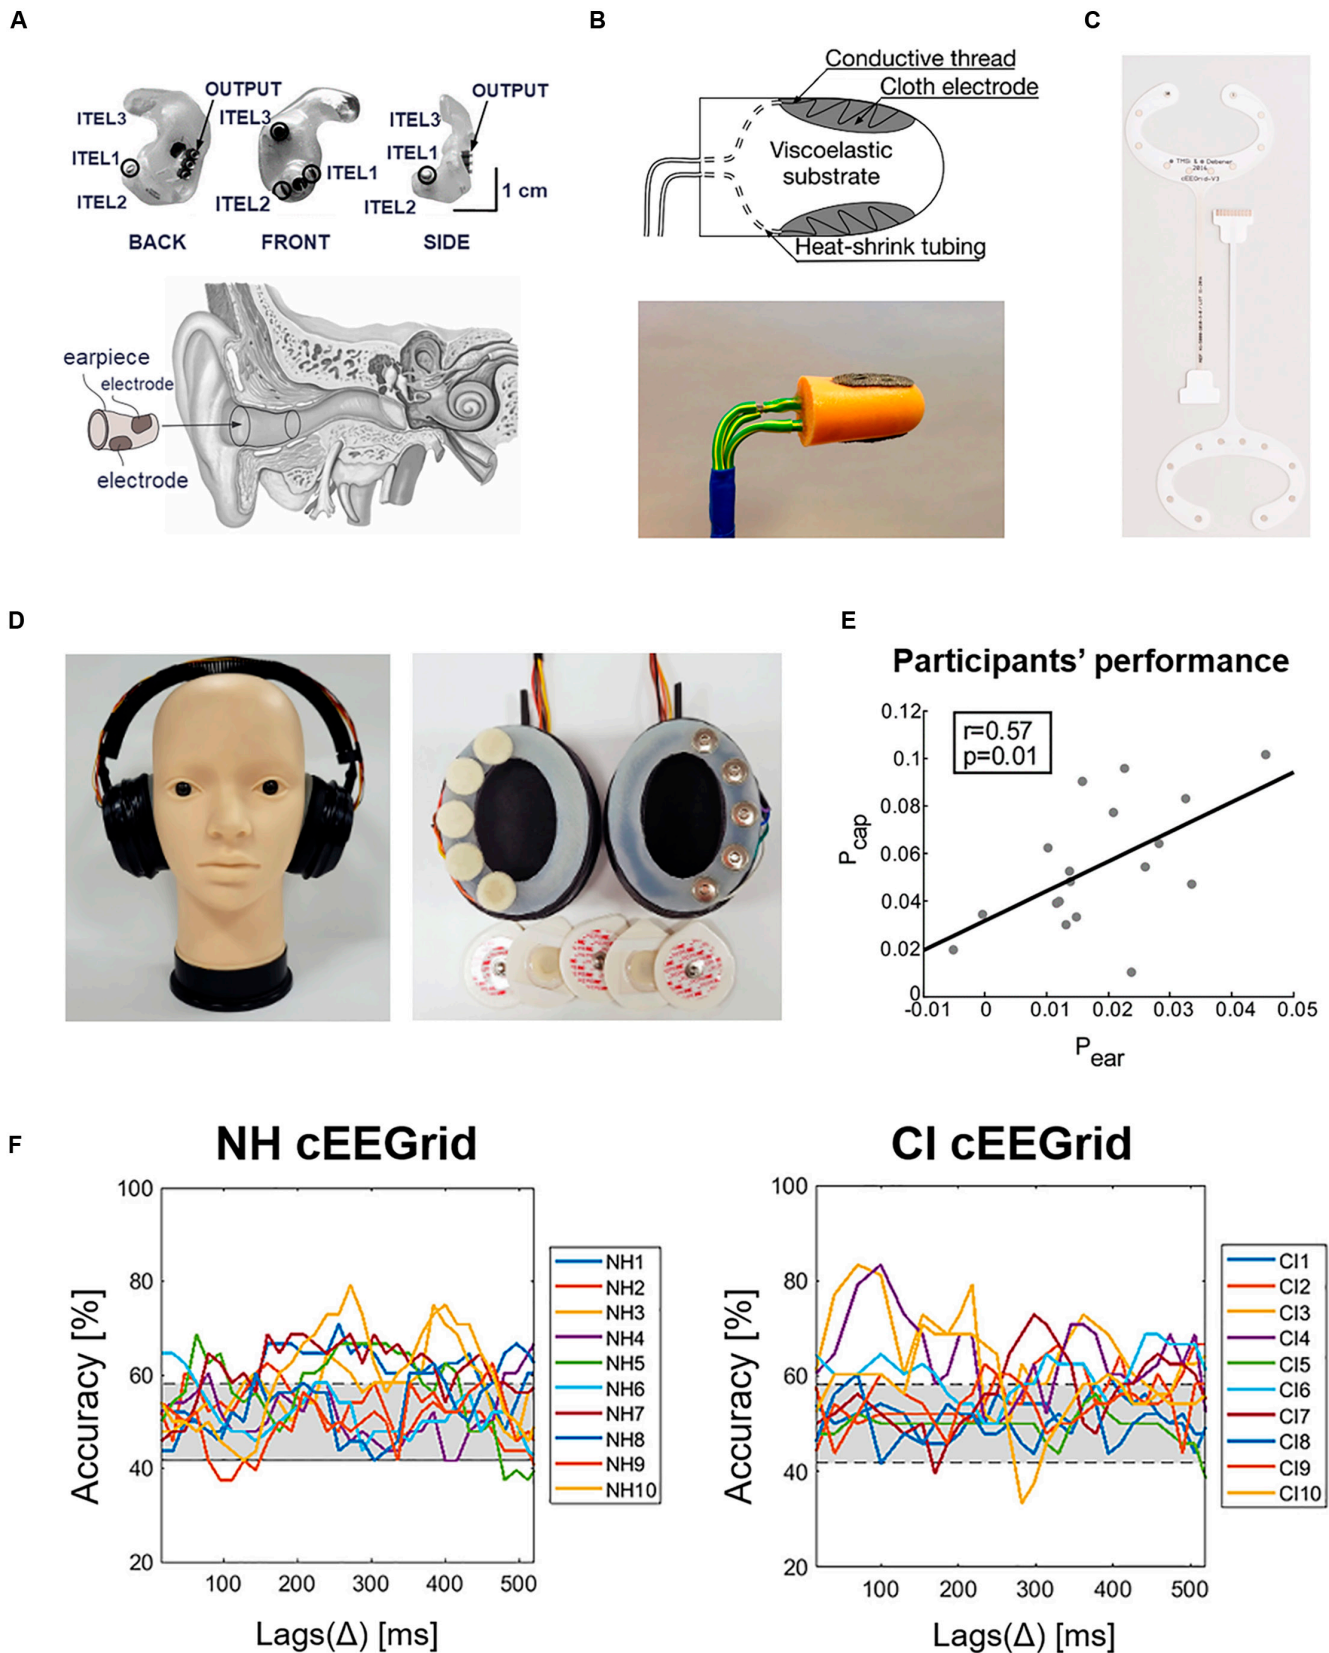 A
B
C
OUTPUT
OUTPUT
ITEL3
ITEL3
ITEL3
ITEL1
ITEL1
ITEL1
ITEL2
ITEL2
ITEL2
1 cm
BACK
FRONT
SIDE
earpiece
electrode
electrode
Conductive thread
Cloth electrode
Viscoelastic
substrate
Heat-shrink tubing
© TMSi & © Debener
2016
cEEGrid-V3
D
E
Participants’ performance
r=0.57
p=0.01
0.12
0.1
0.08
0.06
0.04
0.02
0
Pcap
-0.01 0 0.01 0.02 0.03 0.04 0.05
Pear
F
NH cEEGrid
100
80
60
40
20
Accuracy [%]
100 200 300 400 500
Lags(Δ) [ms]
NH1
NH2
NH3
NH4
NH5
NH6
NH7
NH8
NH9
NH10
CI cEEGrid
100
80
60
40
20
Accuracy [%]
100 200 300 400 500
Lags(Δ) [ms]
CI1
CI2
CI3
CI4
CI5
CI6
CI7
CI8
CI9
CI10